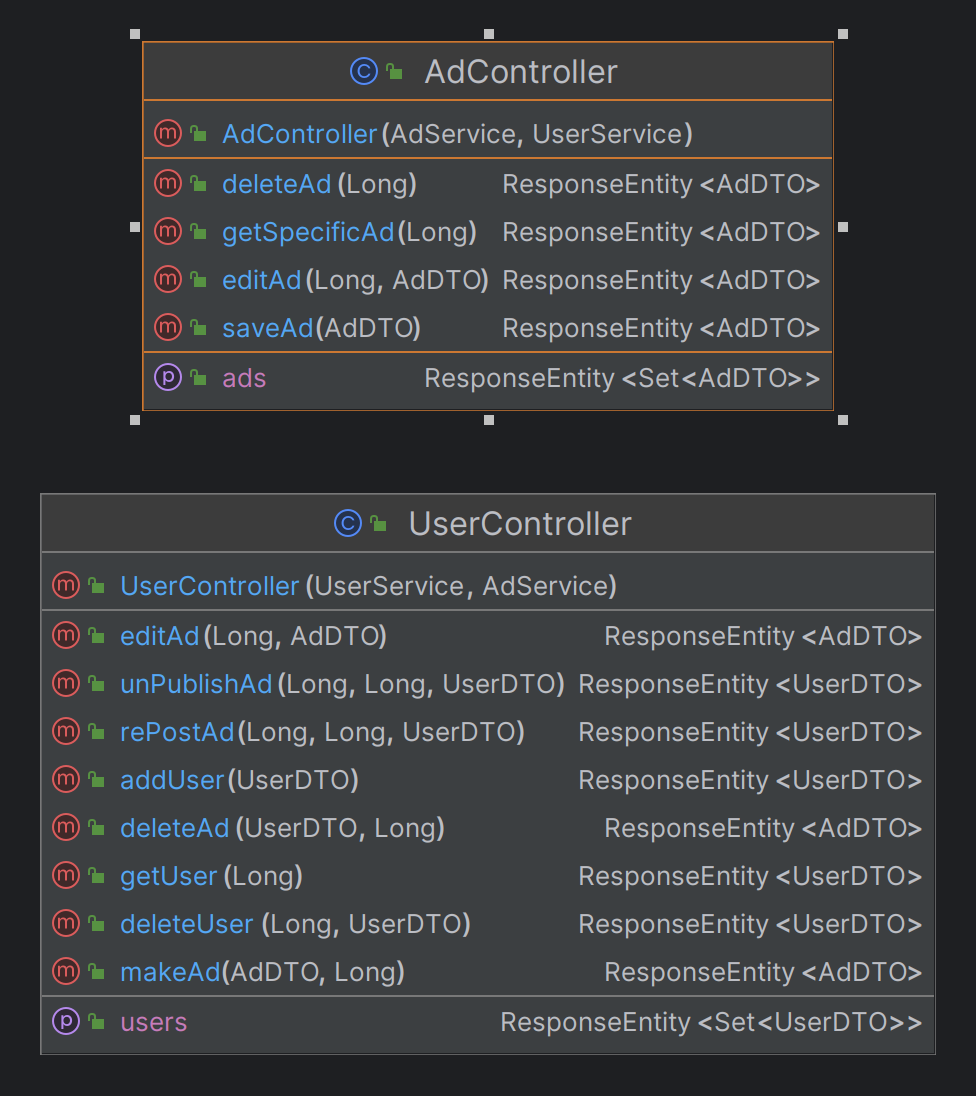 C AdController
m AdController(AdService, UserService)
m deleteAd(Long) ResponseEntity<AdDTO>
m getSpecificAd(Long) ResponseEntity<AdDTO>
m editAd(Long, AdDTO) ResponseEntity<AdDTO>
m saveAd(AdDTO) ResponseEntity<AdDTO>
p ads ResponseEntity<Set<AdDTO>>
C UserController
m UserController(UserService, AdService)
m editAd(Long, AdDTO) ResponseEntity<AdDTO>
m unPublishAd(Long, Long, UserDTO) ResponseEntity<UserDTO>
m rePostAd(Long, Long, UserDTO) ResponseEntity<UserDTO>
m addUser(UserDTO) ResponseEntity<UserDTO>
m deleteAd(UserDTO, Long) ResponseEntity<AdDTO>
m getUser(Long) ResponseEntity<UserDTO>
m deleteUser(Long, UserDTO) ResponseEntity<UserDTO>
m makeAd(AdDTO, Long) ResponseEntity<AdDTO>
p users ResponseEntity<Set<UserDTO>>